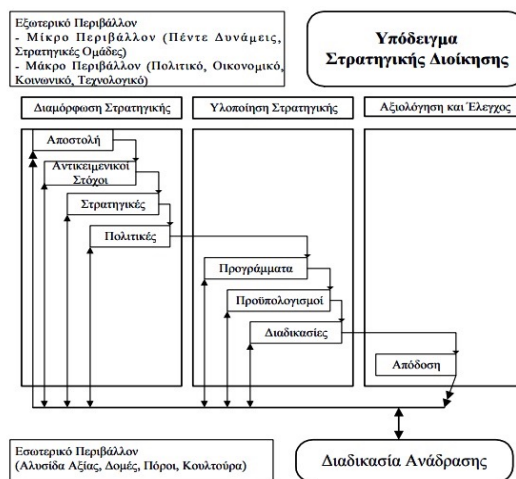 Εξωτερικό Περιβάλλον
- Μίκρο Περιβάλλον (Πέντε Δυνάμεις,
Στρατηγικές Ομάδες)
- Μάκρο Περιβάλλον (Πολιτικό, Οικονομικό,
Κοινωνικό, Τεχνολογικό)
Υπόδειγμα
Στρατηγικής Διοίκησης
Διαμόρφωση Στρατηγικής
Υλοποίηση Στρατηγικής
Αξιολόγηση και Έλεγχος
Αποστολή
Αντικειμενικοί
Στόχοι
Στρατηγικές
Πολιτικές
Προγράμματα
Προϋπολογισμοί
Διαδικασίες
Απόδοση
Εσωτερικό Περιβάλλον
(Αλυσίδα Αξίας, Δομές, Πόροι, Κουλτούρα)
Διαδικασία Ανάδρασης